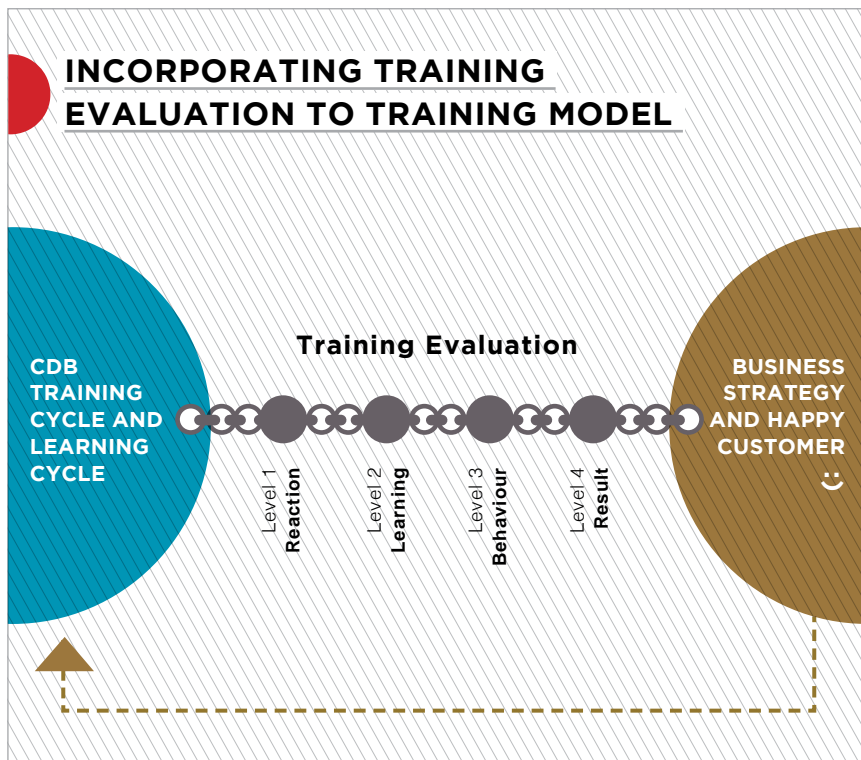 INCORPORATING TRAINING
EVALUATION TO TRAINING MODEL
Training Evaluation
CDB
TRAINING
CYCLE AND
LEARNING
CYCLE
Level 1
Reaction
Level 2
Learning
Level 3
Behaviour
Level 4
Result
BUSINESS
STRATEGY
AND HAPPY
CUSTOMER